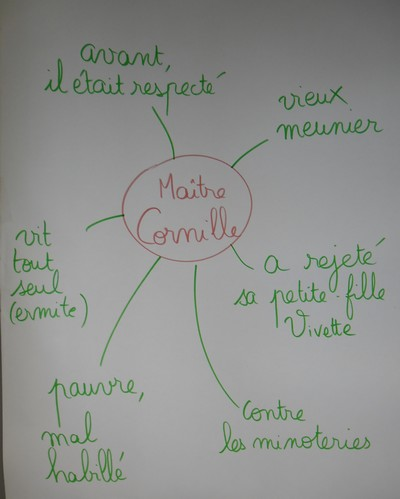 avant,
il était respecté
vieux
meunier
Maître
Cornille
vit
tout
seul
(ermite)
a rejeté
sa petite-fille
Vivette
pauvre,
mal
habillé
contre
les minoteries